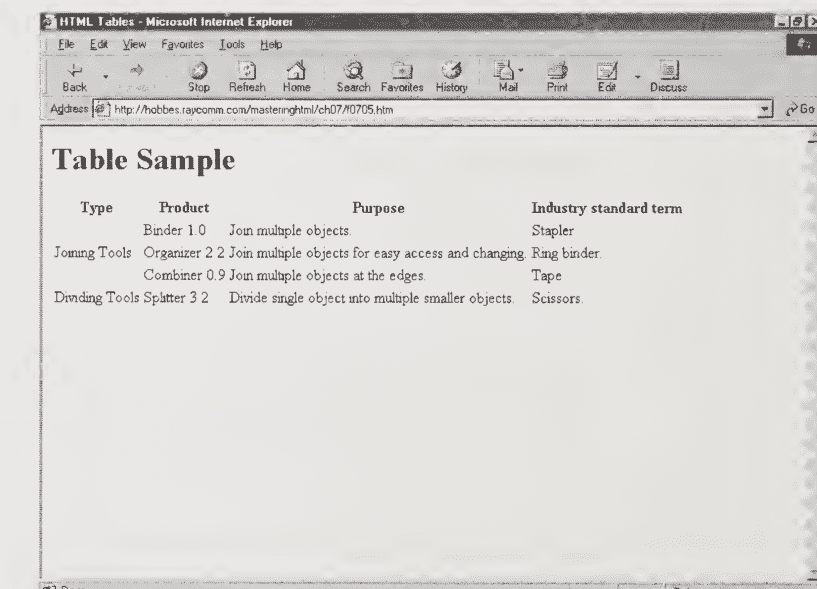 HTML Tables - Microsoft Internet Explorer
File Edit View Favorites Tools Help
Back Stop Refresh Home Search Favorites History Mail Print Edit Discuss
Address http://hobbes.raycomm.com/masteringhtml/ch07/f0705.htm Go
Table Sample
Type Product Purpose Industry standard term
Binder 1.0 Join multiple objects. Stapler
Joining Tools Organizer 2 2 Join multiple objects for easy access and changing. Ring binder.
Combiner 0.9 Join multiple objects at the edges. Tape
Dividing Tools Splitter 3 2 Divide single object into multiple smaller objects. Scissors.